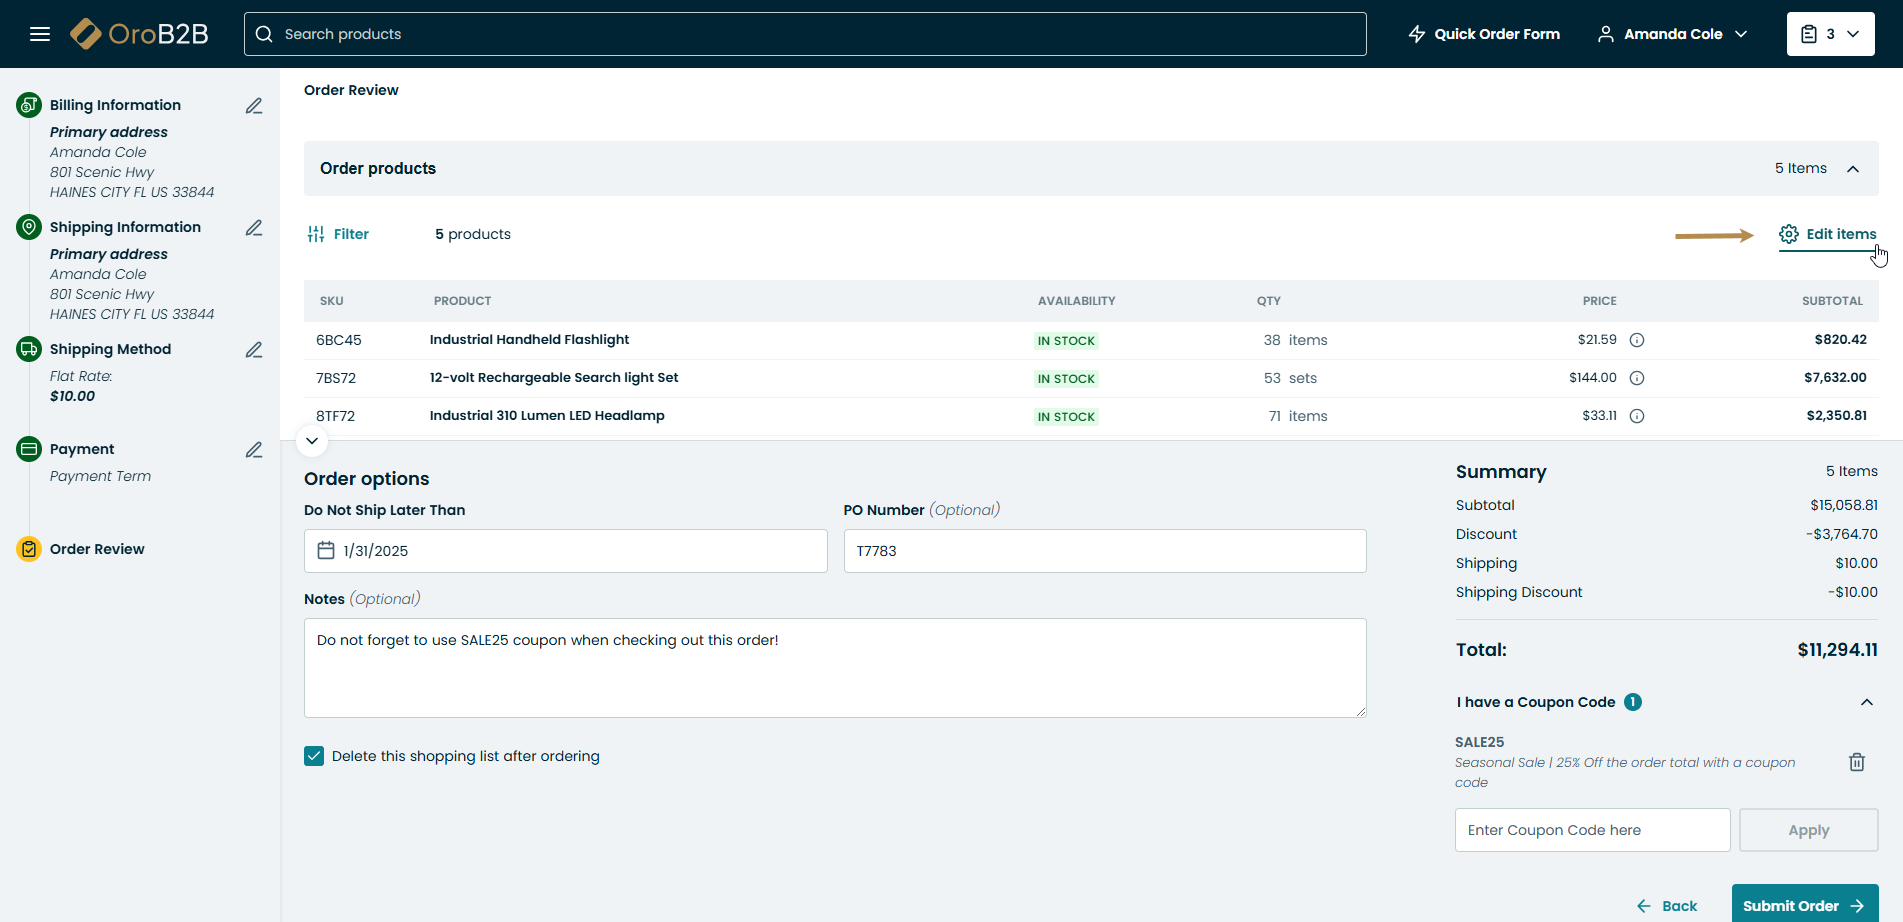 OroB2B
Search products
Quick Order Form
Amanda Cole
3
Billing Information
Primary address
Amanda Cole
801 Scenic Hwy
HAINES CITY FL US 33844
Shipping Information
Primary address
Amanda Cole
801 Scenic Hwy
HAINES CITY FL US 33844
Shipping Method
Flat Rate:
$10.00
Payment
Payment Term
Order Review
Order Review
Order products
5 Items
Filter
5 products
Edit items
SKU PRODUCT AVAILABILITY QTY PRICE SUBTOTAL
6BC45 Industrial Handheld Flashlight IN STOCK 38 items $21.59 $820.42
7BS72 12-volt Rechargeable Search light Set IN STOCK 53 sets $144.00 $7,632.00
8TF72 Industrial 310 Lumen LED Headlamp IN STOCK 71 items $33.11 $2,350.81
Order options
Do Not Ship Later Than
1/31/2025
PO Number (Optional)
T7783
Notes (Optional)
Do not forget to use SALE25 coupon when checking out this order!
Delete this shopping list after ordering
Summary 5 Items
Subtotal $15,058.81
Discount -$3,764.70
Shipping $10.00
Shipping Discount -$10.00
Total: $11,294.11
I have a Coupon Code 1
SALE25
Seasonal Sale | 25% Off the order total with a coupon
code
Enter Coupon Code here
Apply
Back
Submit Order